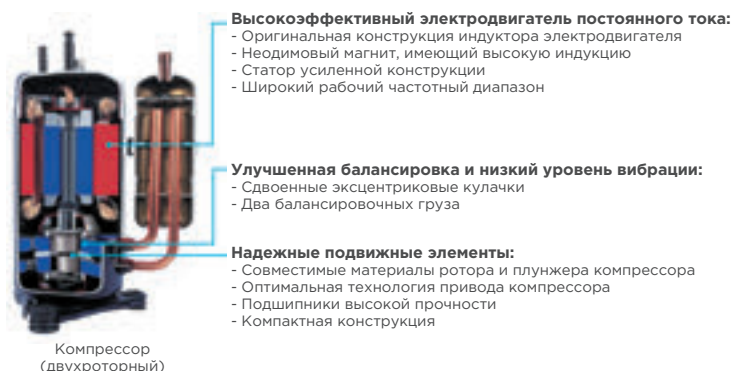 Высокоэффективный электродвигатель постоянного тока:
- Оригинальная конструкция индуктора электродвигателя
- Неодимовый магнит, имеющий высокую индукцию
- Статор усиленной конструкции
- Широкий рабочий частотный диапазон
Улучшенная балансировка и низкий уровень вибрации:
- Сдвоенные эксцентриковые кулачки
- Два балансировочных груза
Надежные подвижные элементы:
- Совместимые материалы ротора и плунжера компрессора
- Оптимальная технология привода компрессора
- Подшипники высокой прочности
- Компактная конструкция
Компрессор
(двухроторный)